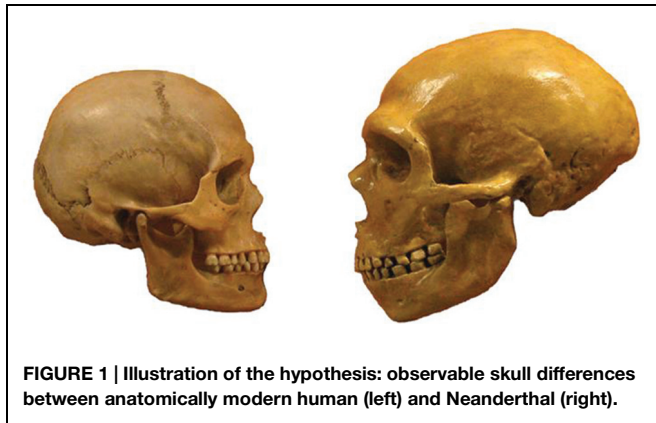 FIGURE 1 | Illustration of the hypothesis: observable skull differences
between anatomically modern human (left) and Neanderthal (right).